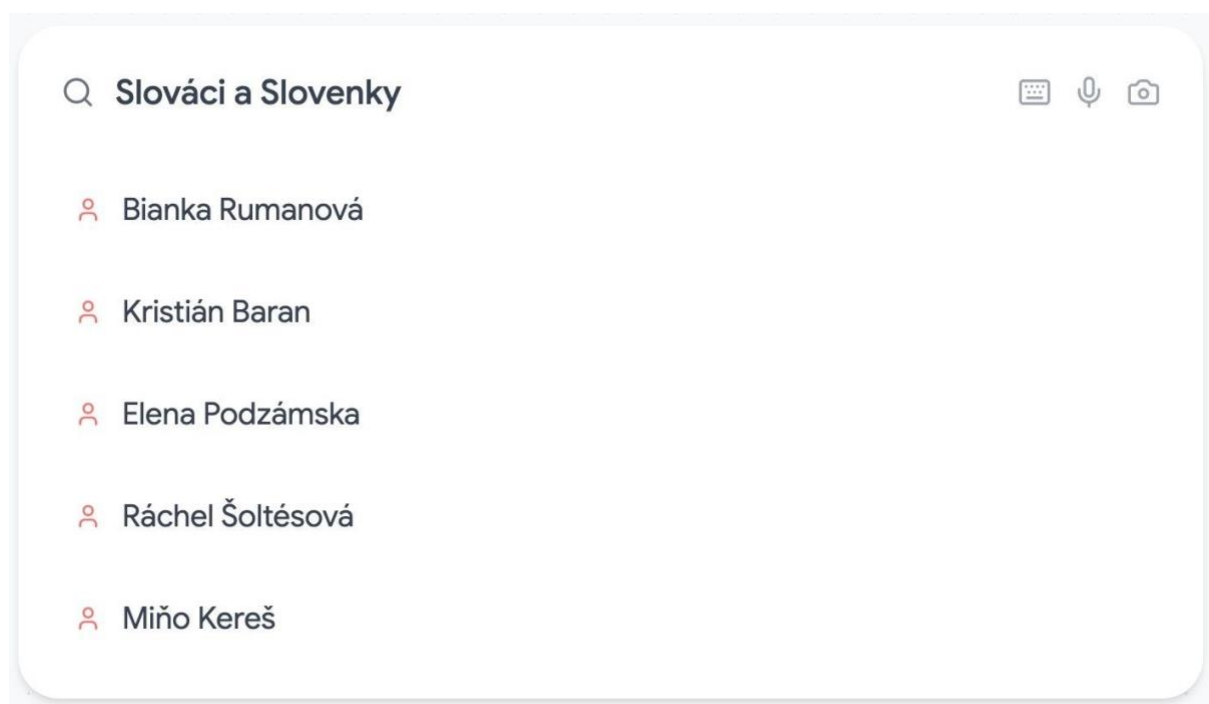 Slováci a Slovenky
Bianka Rumanová
Kristián Baran
Elena Podzámska
Ráchel Šoltésová
Miňo Kereš